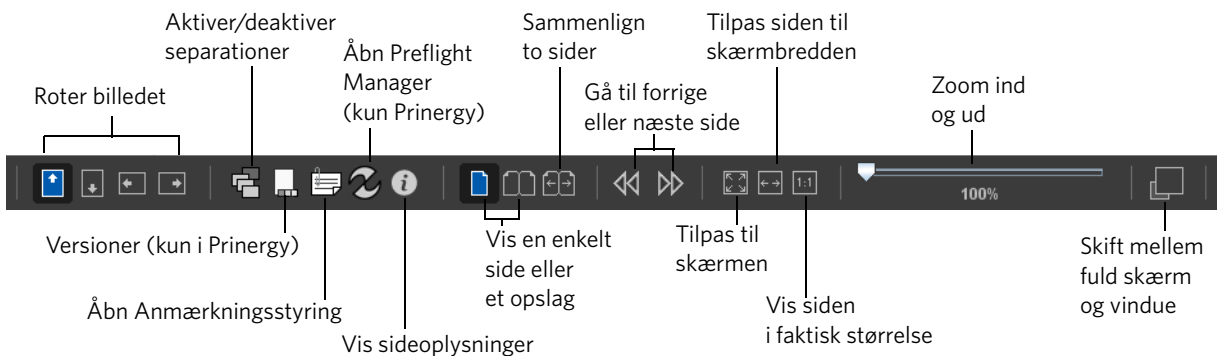 Aktiver/deaktiver
separationer
Sammenlign
to sider
Tilpas siden til
skærmbredden
Åbn Preflight
Manager
(kun Prinergy)
Roter billedet
Gå til forrige
eller næste side
Zoom ind
og ud
1:1
100%
Versioner (kun i Prinergy)
Vis en enkelt
side eller
et opslag
Tilpas til
skærmen
Skift mellem
fuld skærm
og vindue
Åbn Anmærkningsstyring
Vis siden
i faktisk størrelse
Vis sideoplysninger